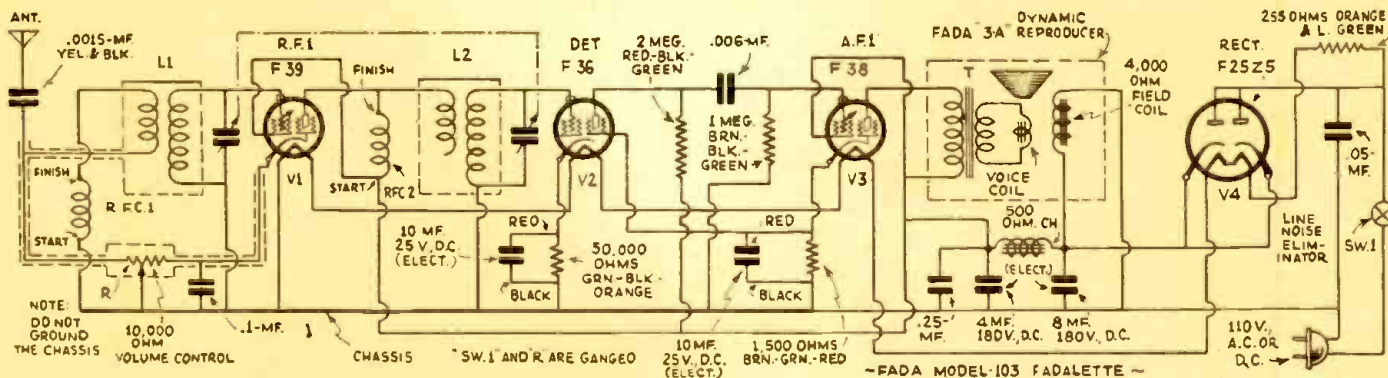 ANT.
.0015-MF.
YEL.& BLK.
L1
R.F.1
F 39
FINISH
L2
DET
F 36
2 MEG.
RED-BLK-
GREEN
.006-MF.
A.F.1
F 38
DYNAMIC
FADA "3-A" REPRODUCER
T
4,000
OHM
FIELD
COIL
RECT.
F25Z5
255 OHMS ORANGE
& L. GREEN
1 MEG.
BRN.-
BLK.-
GREEN
.05-
MF.
FINISH
R.F.C.1
START
V1
START
RFC2
V2
V3
VOICE
COIL
V4
LINE
NOISE
ELIM-
INATOR
SW.1
RED
10 MF.
25 V., D.C.
(ELECT.)
50,000
OHMS
GRN-BLK-
ORANGE
BLACK
RED
BLACK
500
OHM. CH.
(ELECT.)
R
NOTE:
DO NOT
GROUND
THE CHASSIS
10,000
OHM
VOLUME CONTROL
.1-MF.
CHASSIS
"SW.1" AND "R" ARE GANGED
10 MF.
25 V., D.C.
(ELECT.)
1,500 OHMS
BRN.-GRN.-RED
.25-
MF.
4 MF.
180V., D.C.
8 MF.
180V., D.C.
110 V.,
A.C. OR
D.C.
~FADA MODEL-103 FADALETTE~